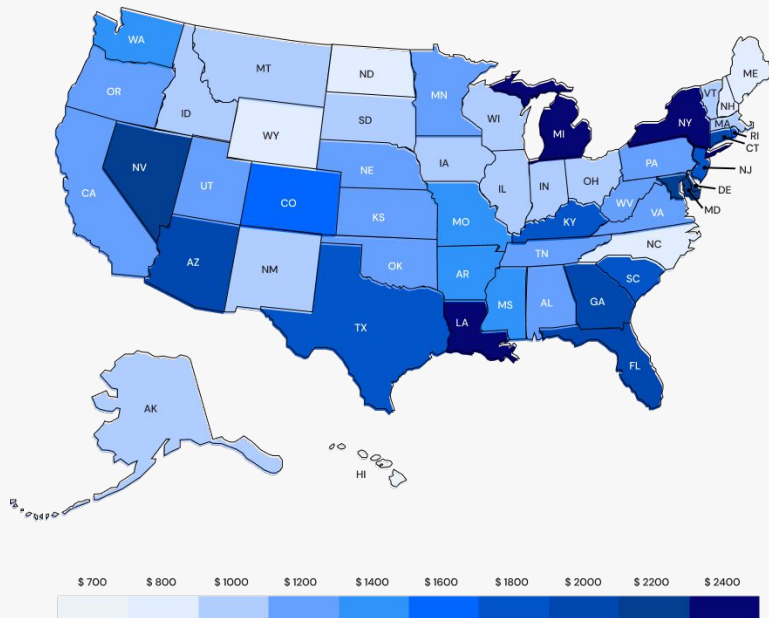 WA
ME
MT
ND
VT
NH
OR
MN
ID
SD
WI
MA
RI
NY
MI
CT
WY
IA
PA
NJ
NE
NV
OH
DE
IL
IN
UT
MD
CA
CO
WV
VA
KS
MO
KY
NC
TN
OK
AZ
NM
AR
SC
MS
AL
GA
LA
TX
FL
AK
HI
$ 700 $ 800 $ 1000 $ 1200 $ 1400 $ 1600 $ 1800 $ 2000 $ 2200 $ 2400